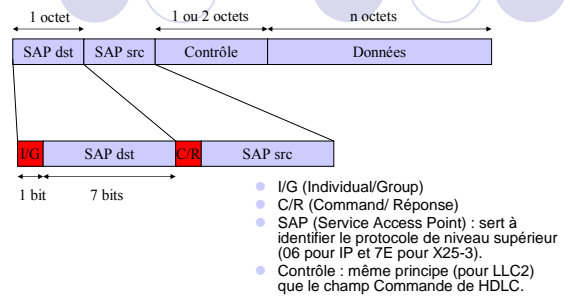 1 octet 1 ou 2 octets n octets
SAP dst SAP src Contrôle Données
I/G SAP dst C/R SAP src
1 bit 7 bits
I/G (Individual/Group)
C/R (Command/ Réponse)
SAP (Service Access Point) : sert à
identifier le protocole de niveau supérieur
(06 pour IP et 7E pour X25-3).
Contrôle : même principe (pour LLC2)
que le champ Commande de HDLC.